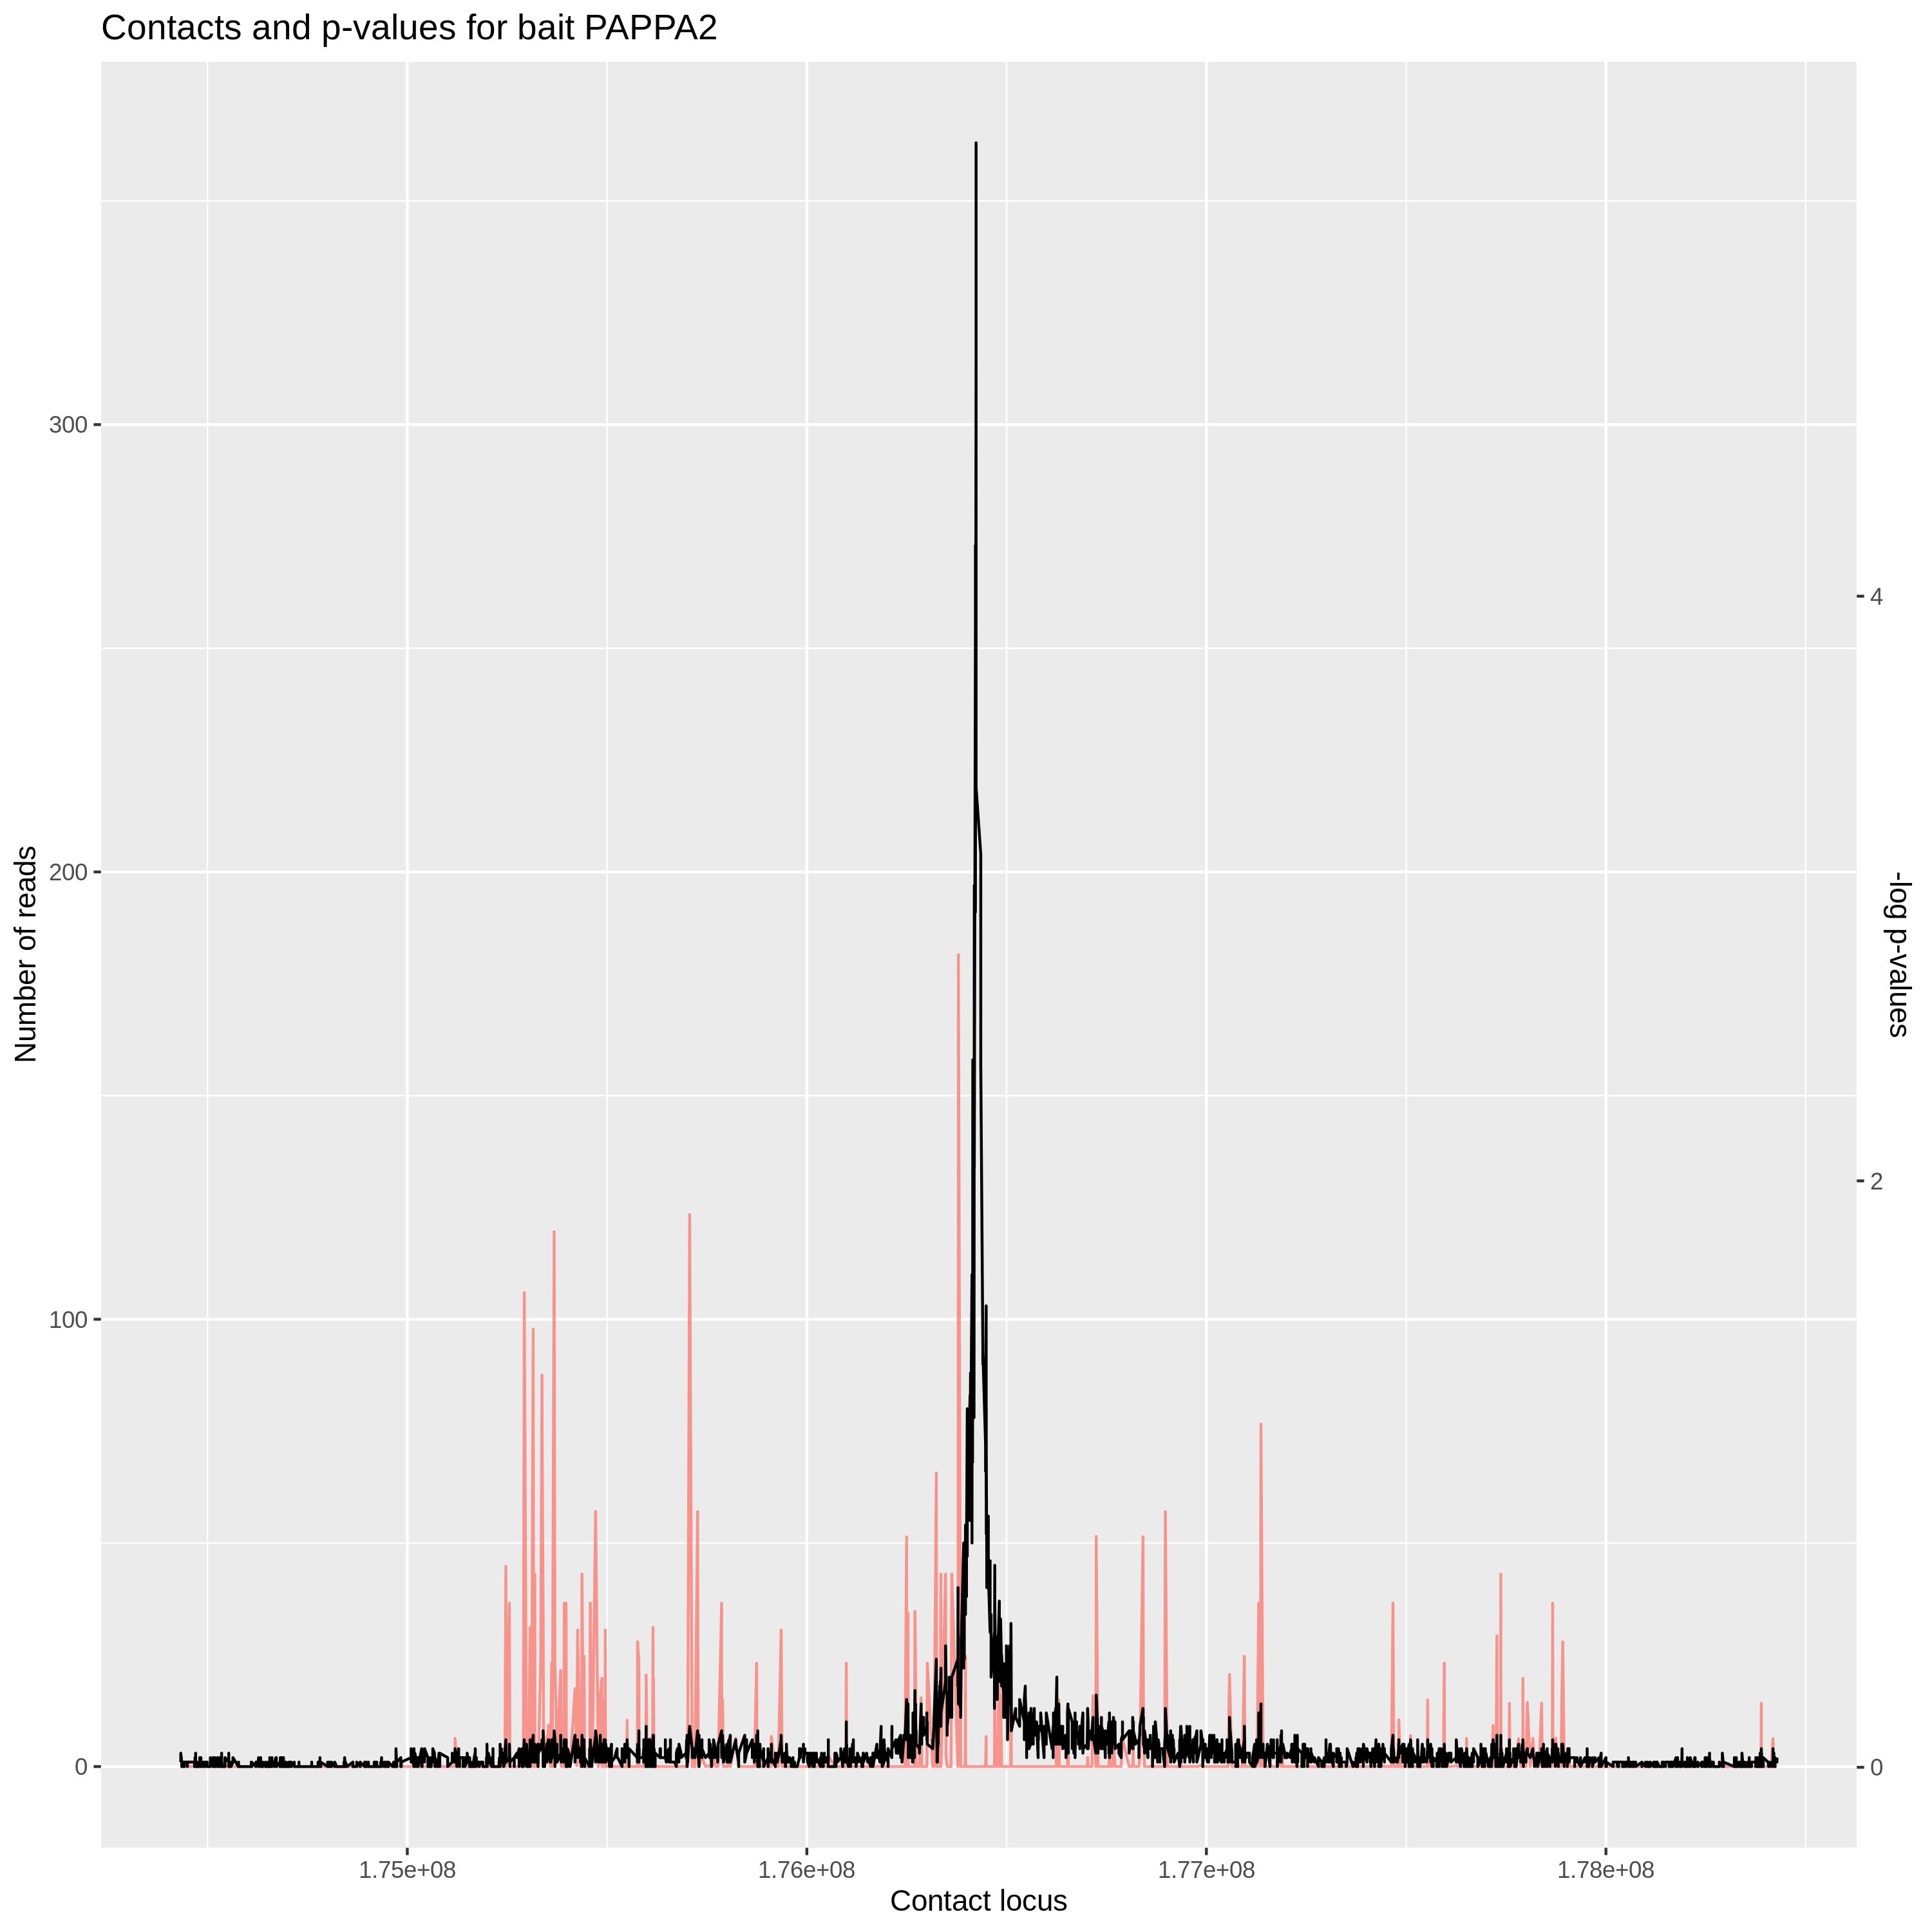 Contacts and p-values for bait PAPPA2
Number of reads
300
200
100
0
4
2
0
-log p-values
1.75e+08 1.76e+08 1.77e+08 1.78e+08
Contact locus